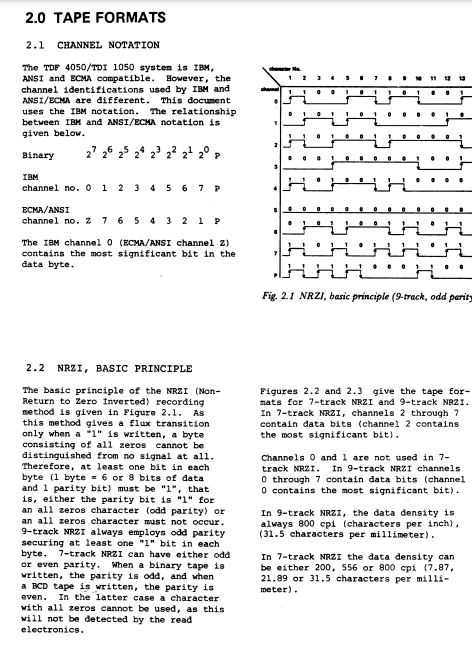 2.0 TAPE FORMATS
2.1 CHANNEL NOTATION
The TDF 4050/TDI 1050 system is IBM,
ANSI and ECMA compatible. However, the
channel identifications used by IBM and
ANSI/ECMA are different. This document
uses the IBM notation. The relationship
between IBM and ANSI/ECMA notation is
given below.
Binary 2^7 2^6 2^5 2^4 2^3 2^2 2^1 2^0 P
IBM
channel no. 0 1 2 3 4 5 6 7 P
ECMA/ANSI
channel no. Z 7 6 5 4 3 2 1 P
The IBM channel 0 (ECMA/ANSI channel Z)
contains the most significant bit in the
data byte.
character No.
1 2 3 4 5 6 7 8 9 10 11 12 13
channel
0
1
2
3
4
5
6
7
P
Fig. 2.1 NRZI, basic principle (9-track, odd parity
2.2 NRZI, BASIC PRINCIPLE
The basic principle of the NRZI (Non-
Return to Zero Inverted) recording
method is given in Figure 2.1. As
this method gives a flux transition
only when a "1" is written, a byte
consisting of all zeros cannot be
distinguished from no signal at all.
Therefore, at least one bit in each
byte (1 byte = 6 or 8 bits of data
and 1 parity bit) must be "1", that
is, either the parity bit is "1" for
an all zeros character (odd parity) or
an all zeros character must not occur.
9-track NRZI always employs odd parity
securing at least one "1" bit in each
byte. 7-track NRZI can have either odd
or even parity. When a binary tape is
written, the parity is odd, and when
a BCD tape is written, the parity is
even. In the latter case a character
with all zeros cannot be used, as this
will not be detected by the read
electronics.
Figures 2.2 and 2.3 give the tape for-
mats for 7-track NRZI and 9-track NRZI.
In 7-track NRZI, channels 2 through 7
contain data bits (channel 2 contains
the most significant bit).
Channels 0 and 1 are not used in 7-
track NRZI. In 9-track NRZI channels
0 through 7 contain data bits (channel
0 contains the most significant bit).
In 9-track NRZI, the data density is
always 800 cpi (characters per inch),
(31.5 characters per millimeter).
In 7-track NRZI the data density can
be either 200, 556 or 800 cpi (7.87,
21.89 or 31.5 characters per milli-
meter).